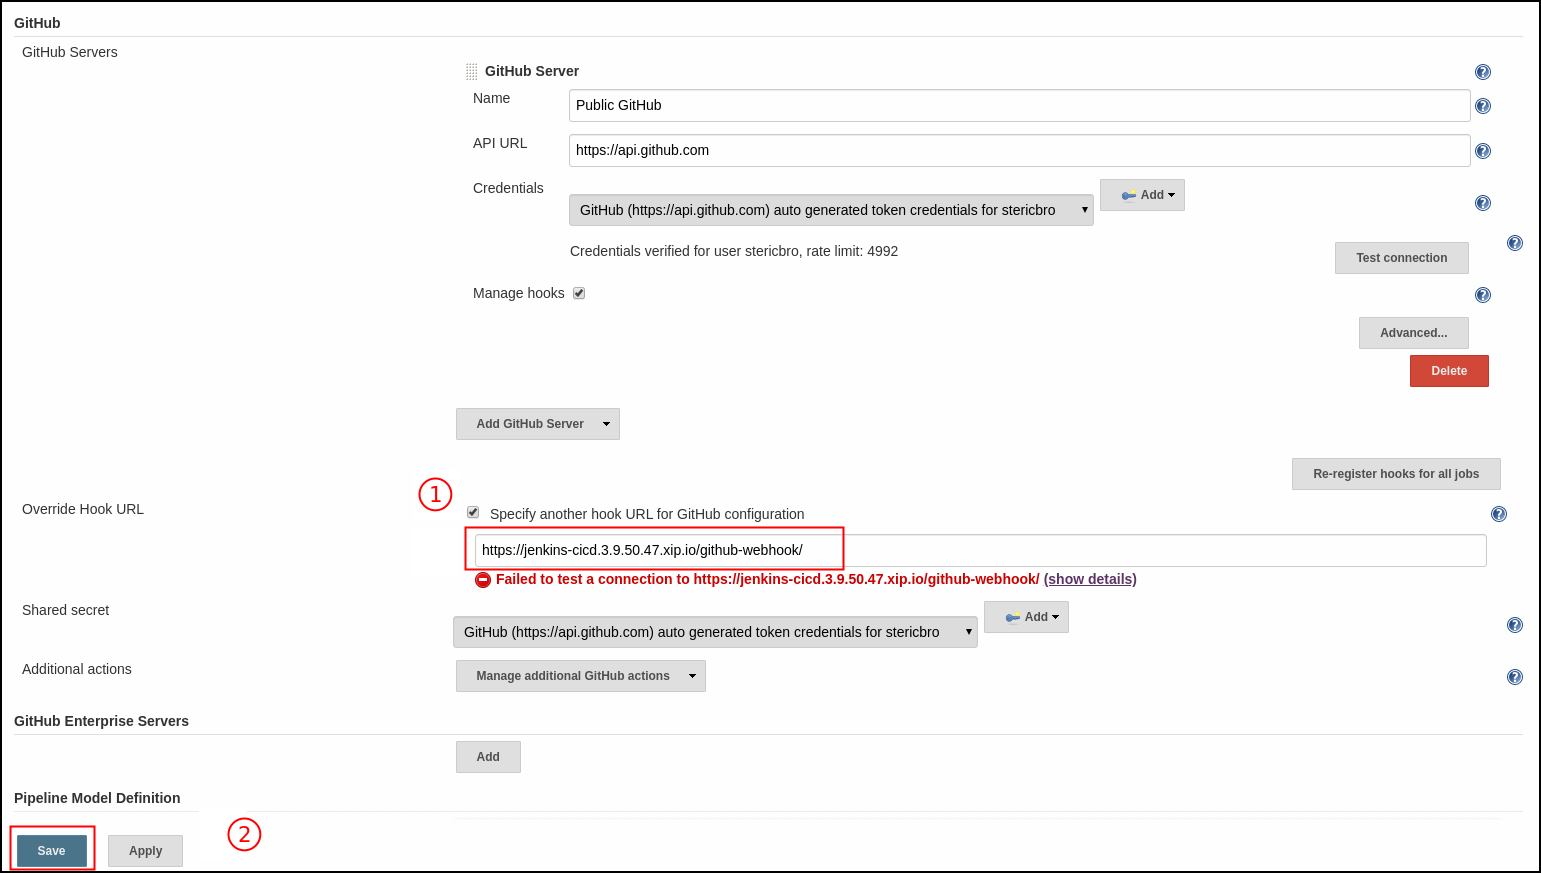 GitHub
GitHub Servers
GitHub Server
Name
Public GitHub
API URL
https://api.github.com
Credentials
GitHub (https://api.github.com) auto generated token credentials for stericbro
Add
Credentials verified for user stericbro, rate limit: 4992
Test connection
Manage hooks
Advanced...
Delete
Add GitHub Server
Re-register hooks for all jobs
1
Override Hook URL
Specify another hook URL for GitHub configuration
https://jenkins-cicd.3.9.50.47.xip.io/github-webhook/
Failed to test a connection to https://jenkins-cicd.3.9.50.47.xip.io/github-webhook/ (show details)
Shared secret
GitHub (https://api.github.com) auto generated token credentials for stericbro
Add
Additional actions
Manage additional GitHub actions
GitHub Enterprise Servers
Add
Pipeline Model Definition
2
Save
Apply